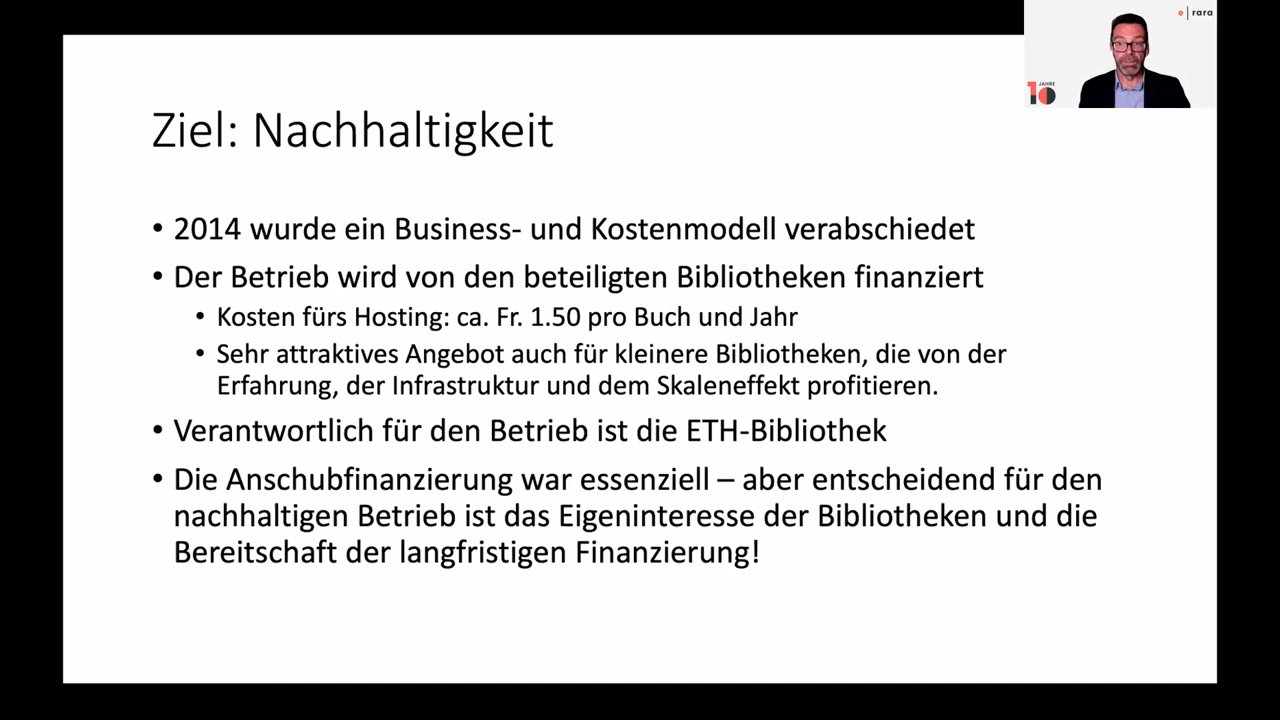 e | rara
10 JAHRE
Ziel: Nachhaltigkeit
• 2014 wurde ein Business- und Kostenmodell verabschiedet
• Der Betrieb wird von den beteiligten Bibliotheken finanziert
• Kosten fürs Hosting: ca. Fr. 1.50 pro Buch und Jahr
• Sehr attraktives Angebot auch für kleinere Bibliotheken, die von der
Erfahrung, der Infrastruktur und dem Skaleneffekt profitieren.
• Verantwortlich für den Betrieb ist die ETH-Bibliothek
• Die Anschubfinanzierung war essenziell – aber entscheidend für den
nachhaltigen Betrieb ist das Eigeninteresse der Bibliotheken und die
Bereitschaft der langfristigen Finanzierung!